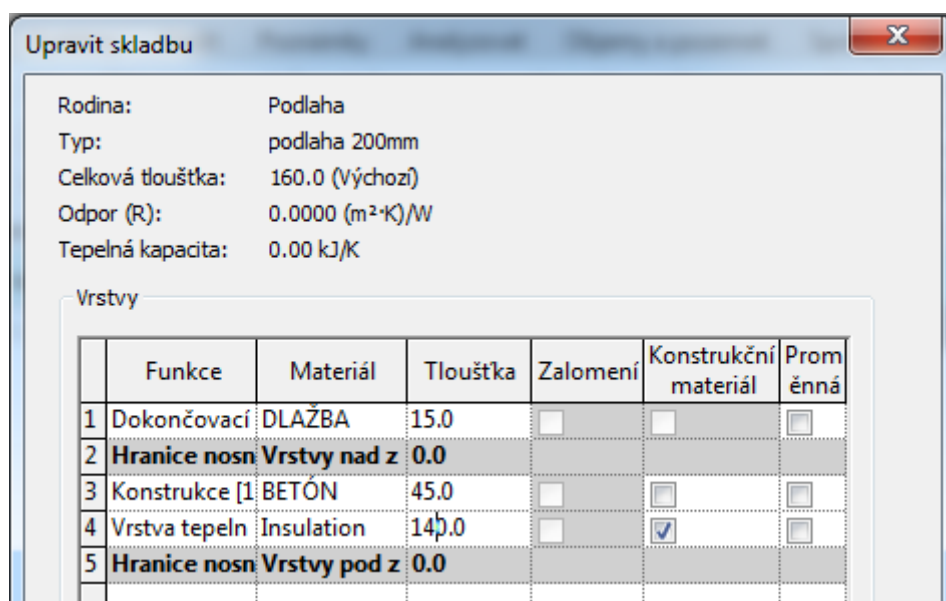 Upravit skladbu
Rodina: Podlaha
Typ: podlaha 200mm
Celková tloušťka: 160.0 (Výchozí)
Odpor (R): 0.0000 (m²·K)/W
Tepelná kapacita: 0.00 kJ/K
Vrstvy
Funkce Materiál Tloušťka Zalomení Konstrukční materiál Proměnná
1 Dokončovací DLAŽBA 15.0
2 Hranice nosn Vrstvy nad z 0.0
3 Konstrukce [1 BETÓN 45.0
4 Vrstva tepeln Insulation 140.0
5 Hranice nosn Vrstvy pod z 0.0